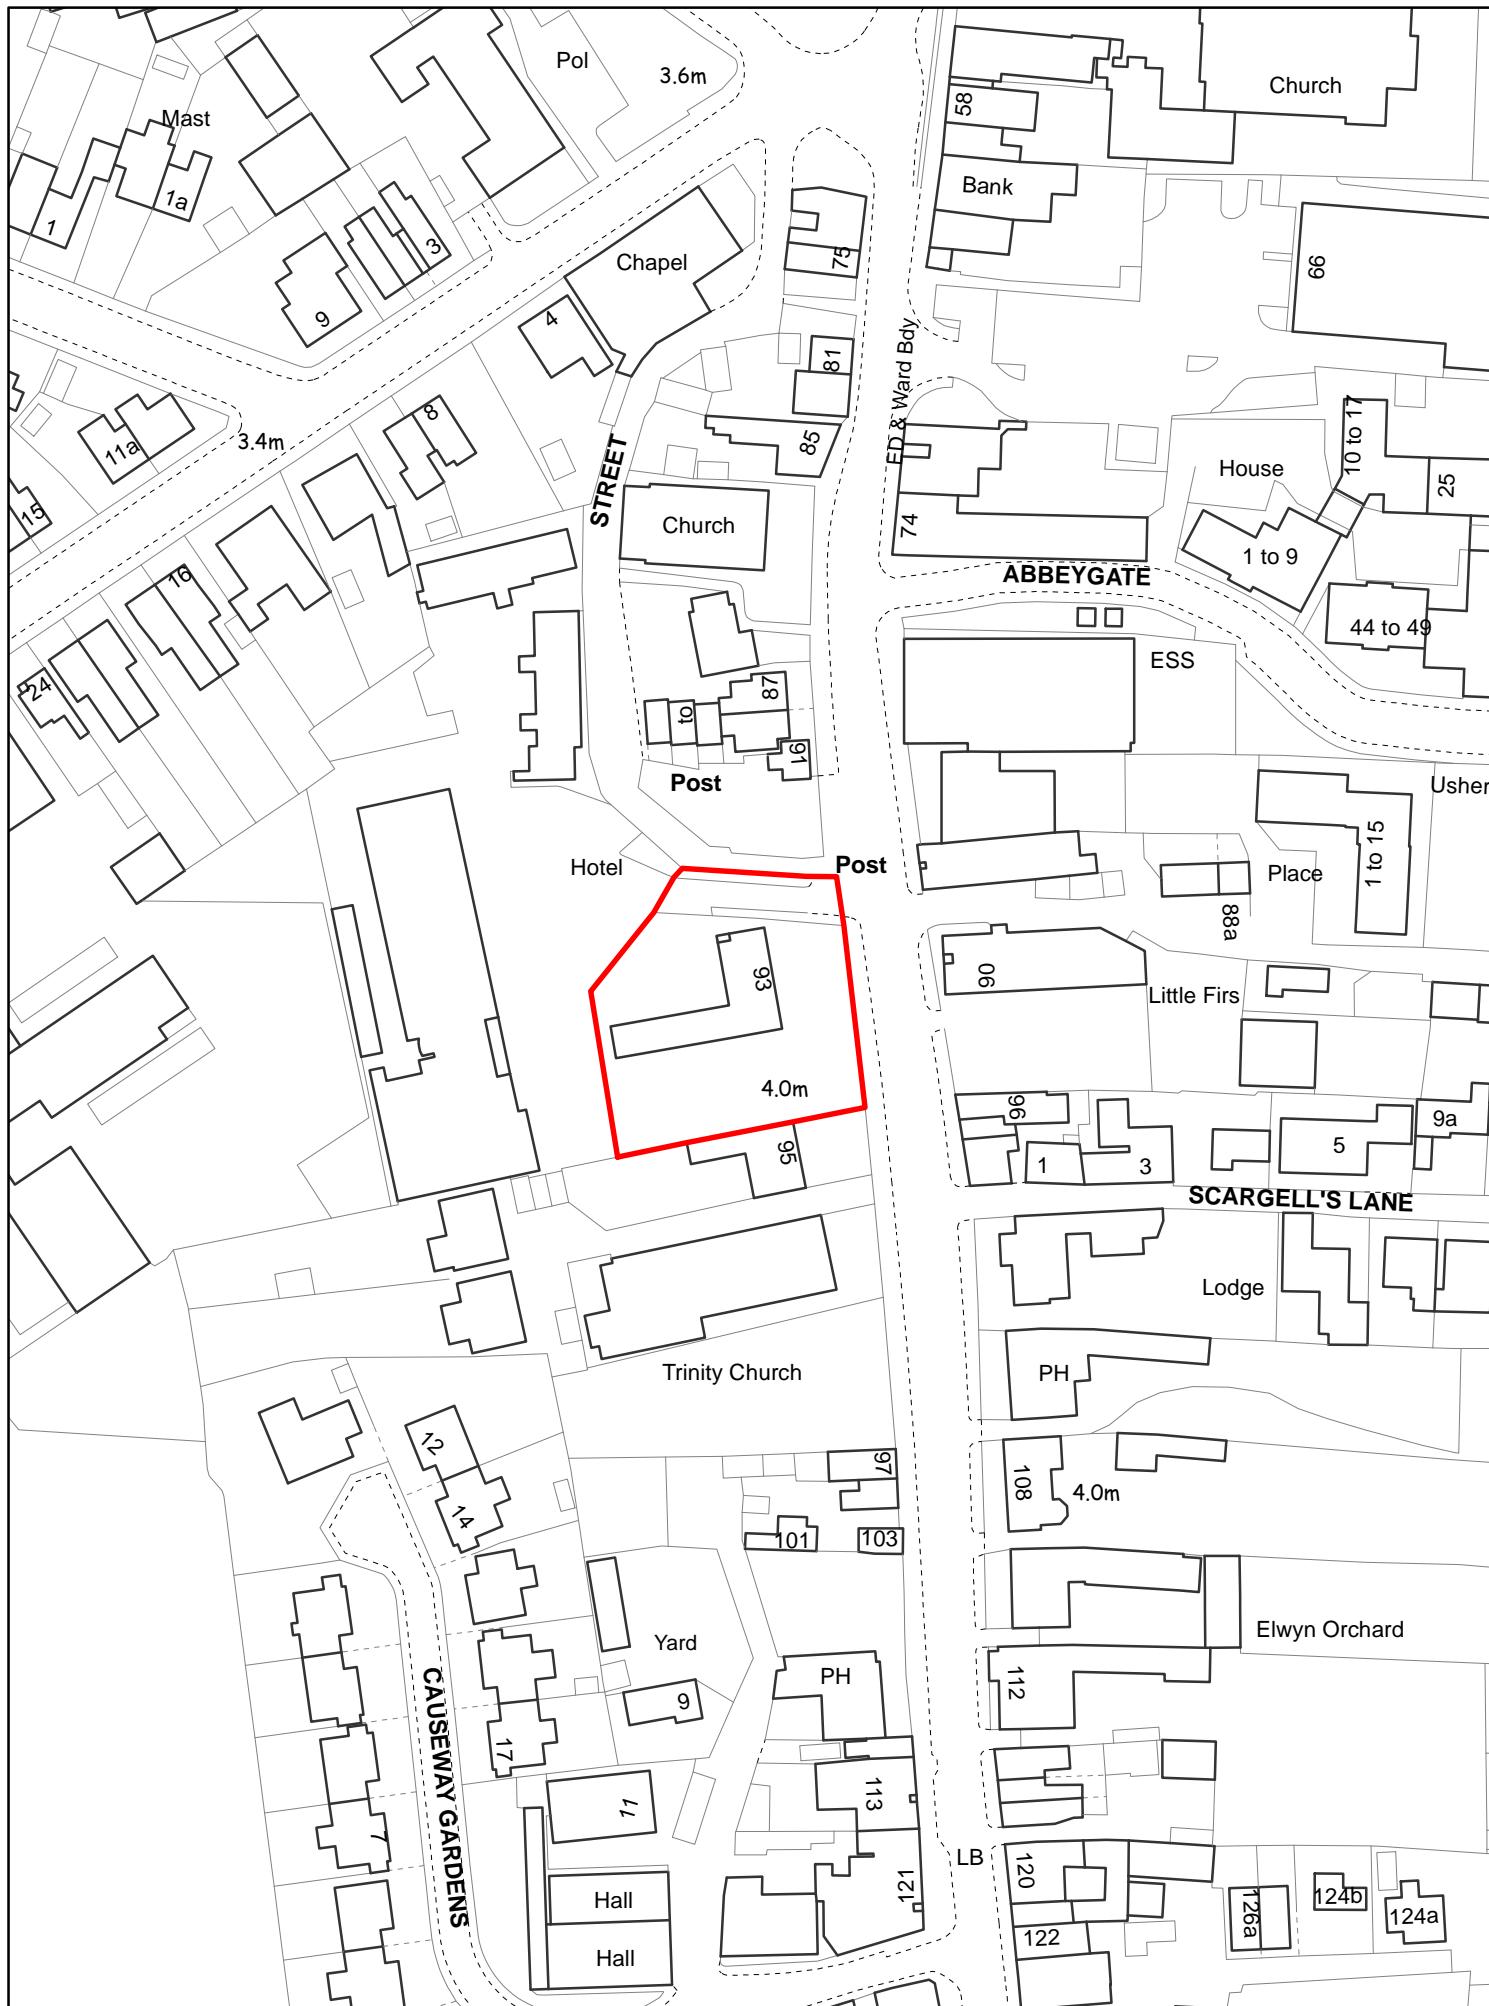 Pol
3.6m
Church
Mast
58
Bank
1a
1
3
9
4
Chapel
75
66
81
ED & Ward Bdy
8
11a
3.4m
85
STREET
10 to 17
House
25
15
Church
74
1 to 9
ABBEYGATE
16
44 to 49
24
87
ESS
to
91
Post
Usher
1 to 15
Hotel
Post
Place
88a
93
90
Little Firs
4.0m
96
9a
95
1
3
5
SCARGELL'S LANE
Lodge
Trinity Church
PH
12
97
14
108
4.0m
101
103
Yard
Elwyn Orchard
CAUSEWAY GARDENS
PH
9
112
17
11
113
7
LB
120
121
Hall
124b
126a
124a
122
Hall